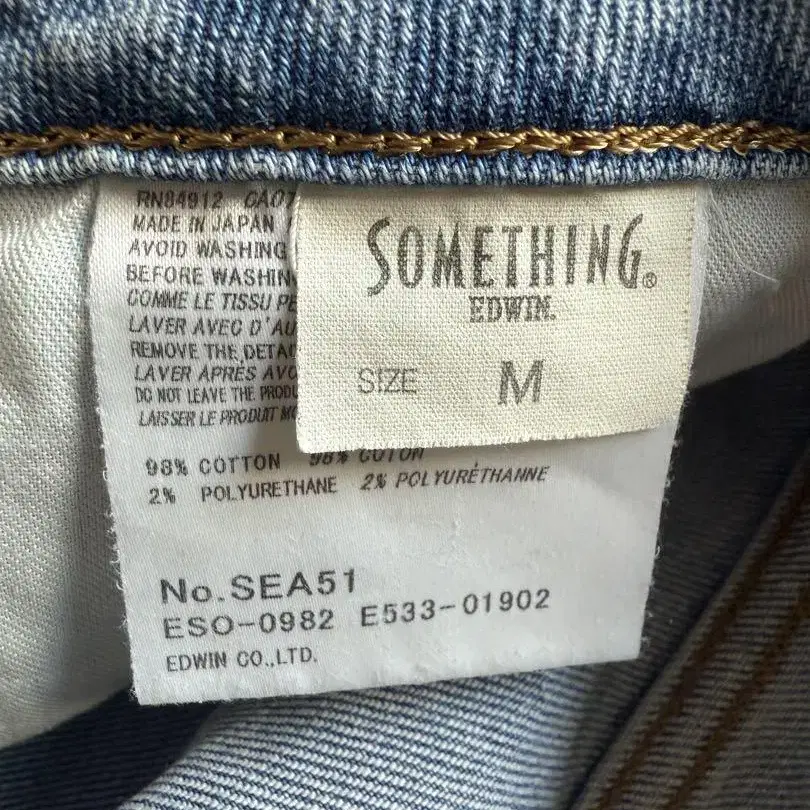 SOMETHING®
EDWIN.
SIZE M
RN84912 CA07
MADE IN JAPAN
AVOID WASHING
BEFORE WASHIN
COMME LE TISSU PE
LAVER AVEC D'AU
REMOVE THE DETAC
LAVER APRÈS AVC
DO NOT LEAVE THE PRODU
LAISSER LE PRODUIT MO
98% COTTON 98% COTON
2% POLYURETHANE 2% POLYURÉTHANNE
No.SEA51
ESO-0982 E533-01902
EDWIN CO.,LTD.